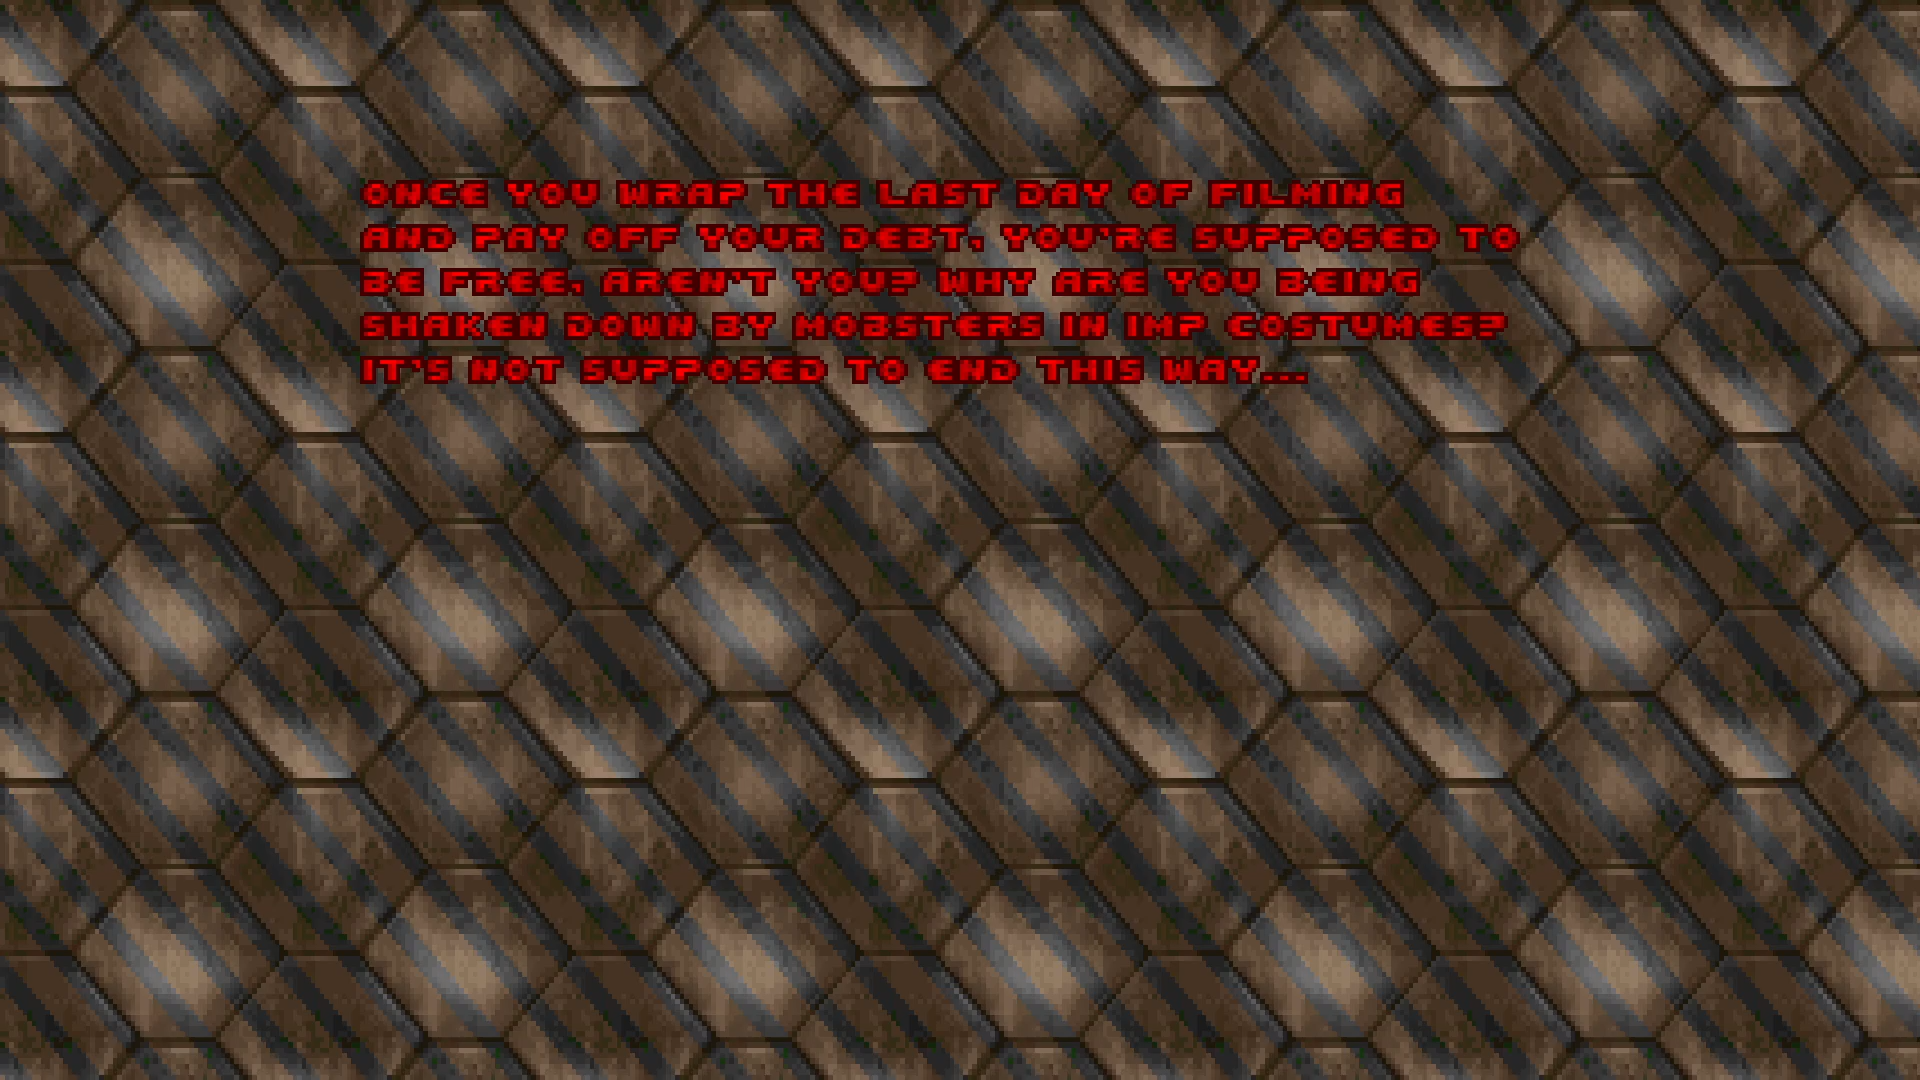 ONCE YOU WRAP THE LAST DAY OF FILMING
AND PAY OFF YOUR DEBT, YOU'RE SUPPOSED TO
BE FREE, AREN'T YOU? WHY ARE YOU BEING
SHAKEN DOWN BY MOBSTERS IN IMP COSTUMES?
IT'S NOT SUPPOSED TO END THIS WAY...